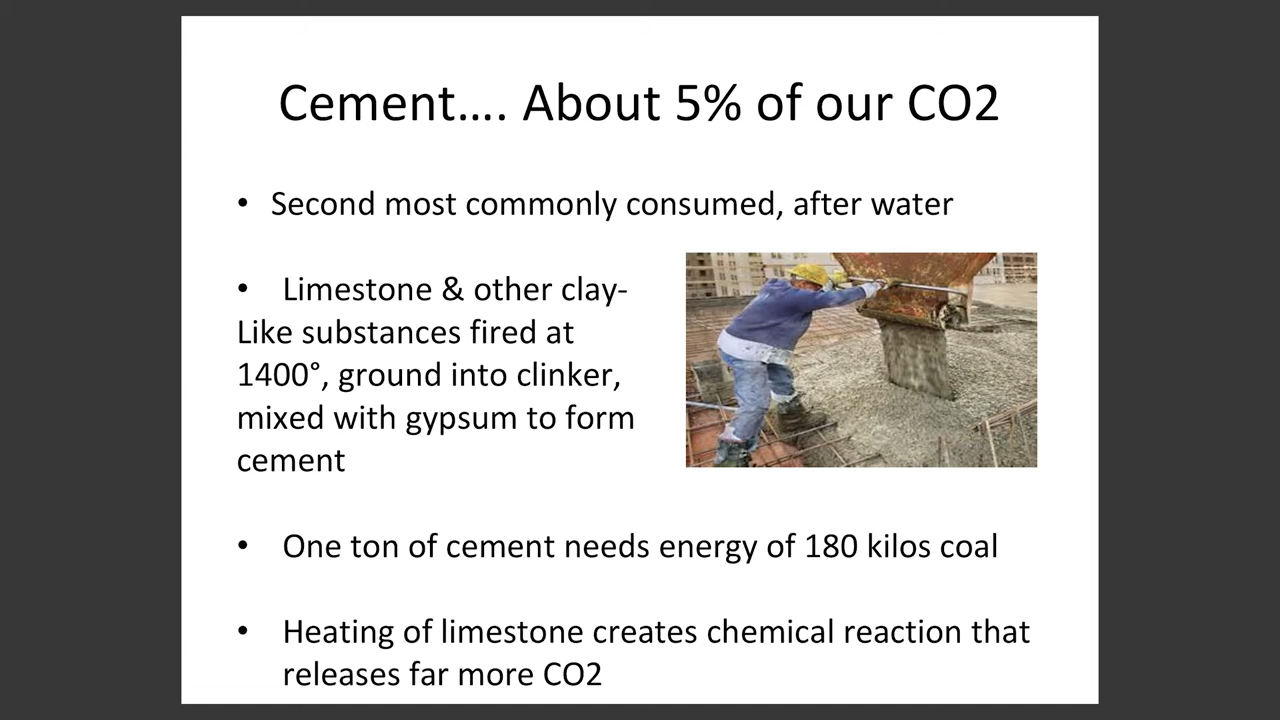 Cement.... About 5% of our CO2
• Second most commonly consumed, after water
• Limestone & other clay-
Like substances fired at
1400°, ground into clinker,
mixed with gypsum to form
cement
• One ton of cement needs energy of 180 kilos coal
• Heating of limestone creates chemical reaction that
releases far more CO2